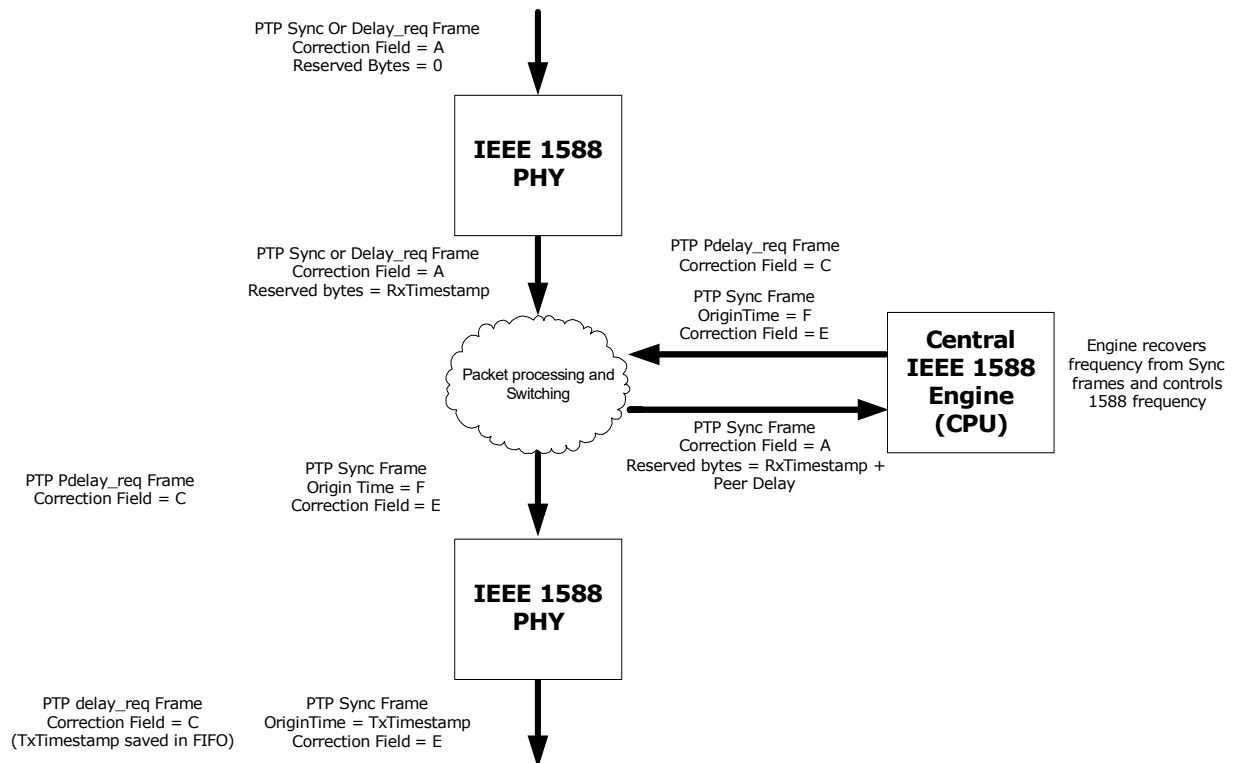 PTP Sync Or Delay_req Frame
Correction Field = A
Reserved Bytes = 0
IEEE 1588
PHY
PTP Sync or Delay_req Frame
Correction Field = A
Reserved bytes = RxTimestamp
PTP Pdelay_req Frame
Correction Field = C
PTP Sync Frame
OriginTime = F
Correction Field = E
Packet processing and
Switching
Central
IEEE 1588
Engine
(CPU)
Engine recovers
frequency from Sync
frames and controls
1588 frequency
PTP Sync Frame
Correction Field = A
Reserved bytes = RxTimestamp +
Peer Delay
PTP Pdelay_req Frame
Correction Field = C
PTP Sync Frame
Origin Time = F
Correction Field = E
IEEE 1588
PHY
PTP delay_req Frame
Correction Field = C
(TxTimestamp saved in FIFO)
PTP Sync Frame
OriginTime = TxTimestamp
Correction Field = E